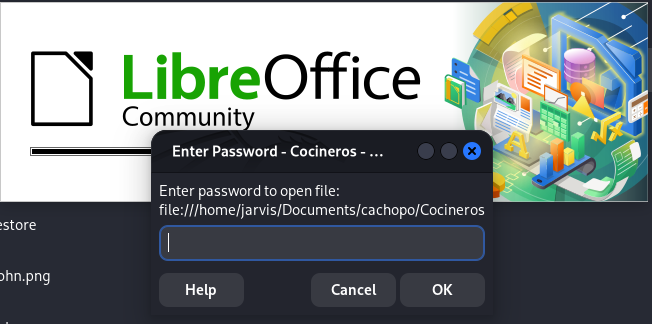 LibreOffice
Community
Enter Password - Cocineros - ...
Enter password to open file:
file:///home/jarvis/Documents/cachopo/Cocineros
estore
ohn.png
Help
Cancel
OK